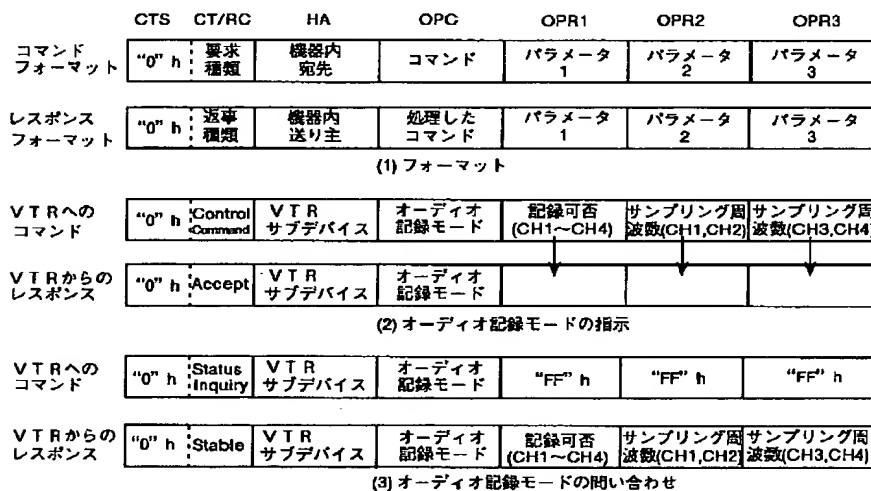 CTS CT/RC HA OPC OPR1 OPR2 OPR3
コマンド
フォーマット
“0” h 要求
種類 機器内
宛先 コマンド パラメータ
1 パラメータ
2 パラメータ
3
レスポンス
フォーマット
“0” h 返事
種類 機器内
送り主 処理した
コマンド パラメータ
1 パラメータ
2 パラメータ
3
(1) フォーマット
VTRへの
コマンド
“0” h Control
Command VTR
サブデバイス オーディオ
記録モード 記録可否
(CH1～CH4) サンプリング周
波数(CH1,CH2) サンプリング周
波数(CH3,CH4)
VTRからの
レスポンス
“0” h Accept VTR
サブデバイス オーディオ
記録モード
(2) オーディオ記録モードの指示
VTRへの
コマンド
“0” h Status
Inquiry VTR
サブデバイス オーディオ
記録モード “FF” h “FF” h “FF” h
VTRからの
レスポンス
“0” h Stable VTR
サブデバイス オーディオ
記録モード 記録可否
(CH1～CH4) サンプリング周
波数(CH1,CH2) サンプリング周
波数(CH3,CH4)
(3) オーディオ記録モードの問い合わせ